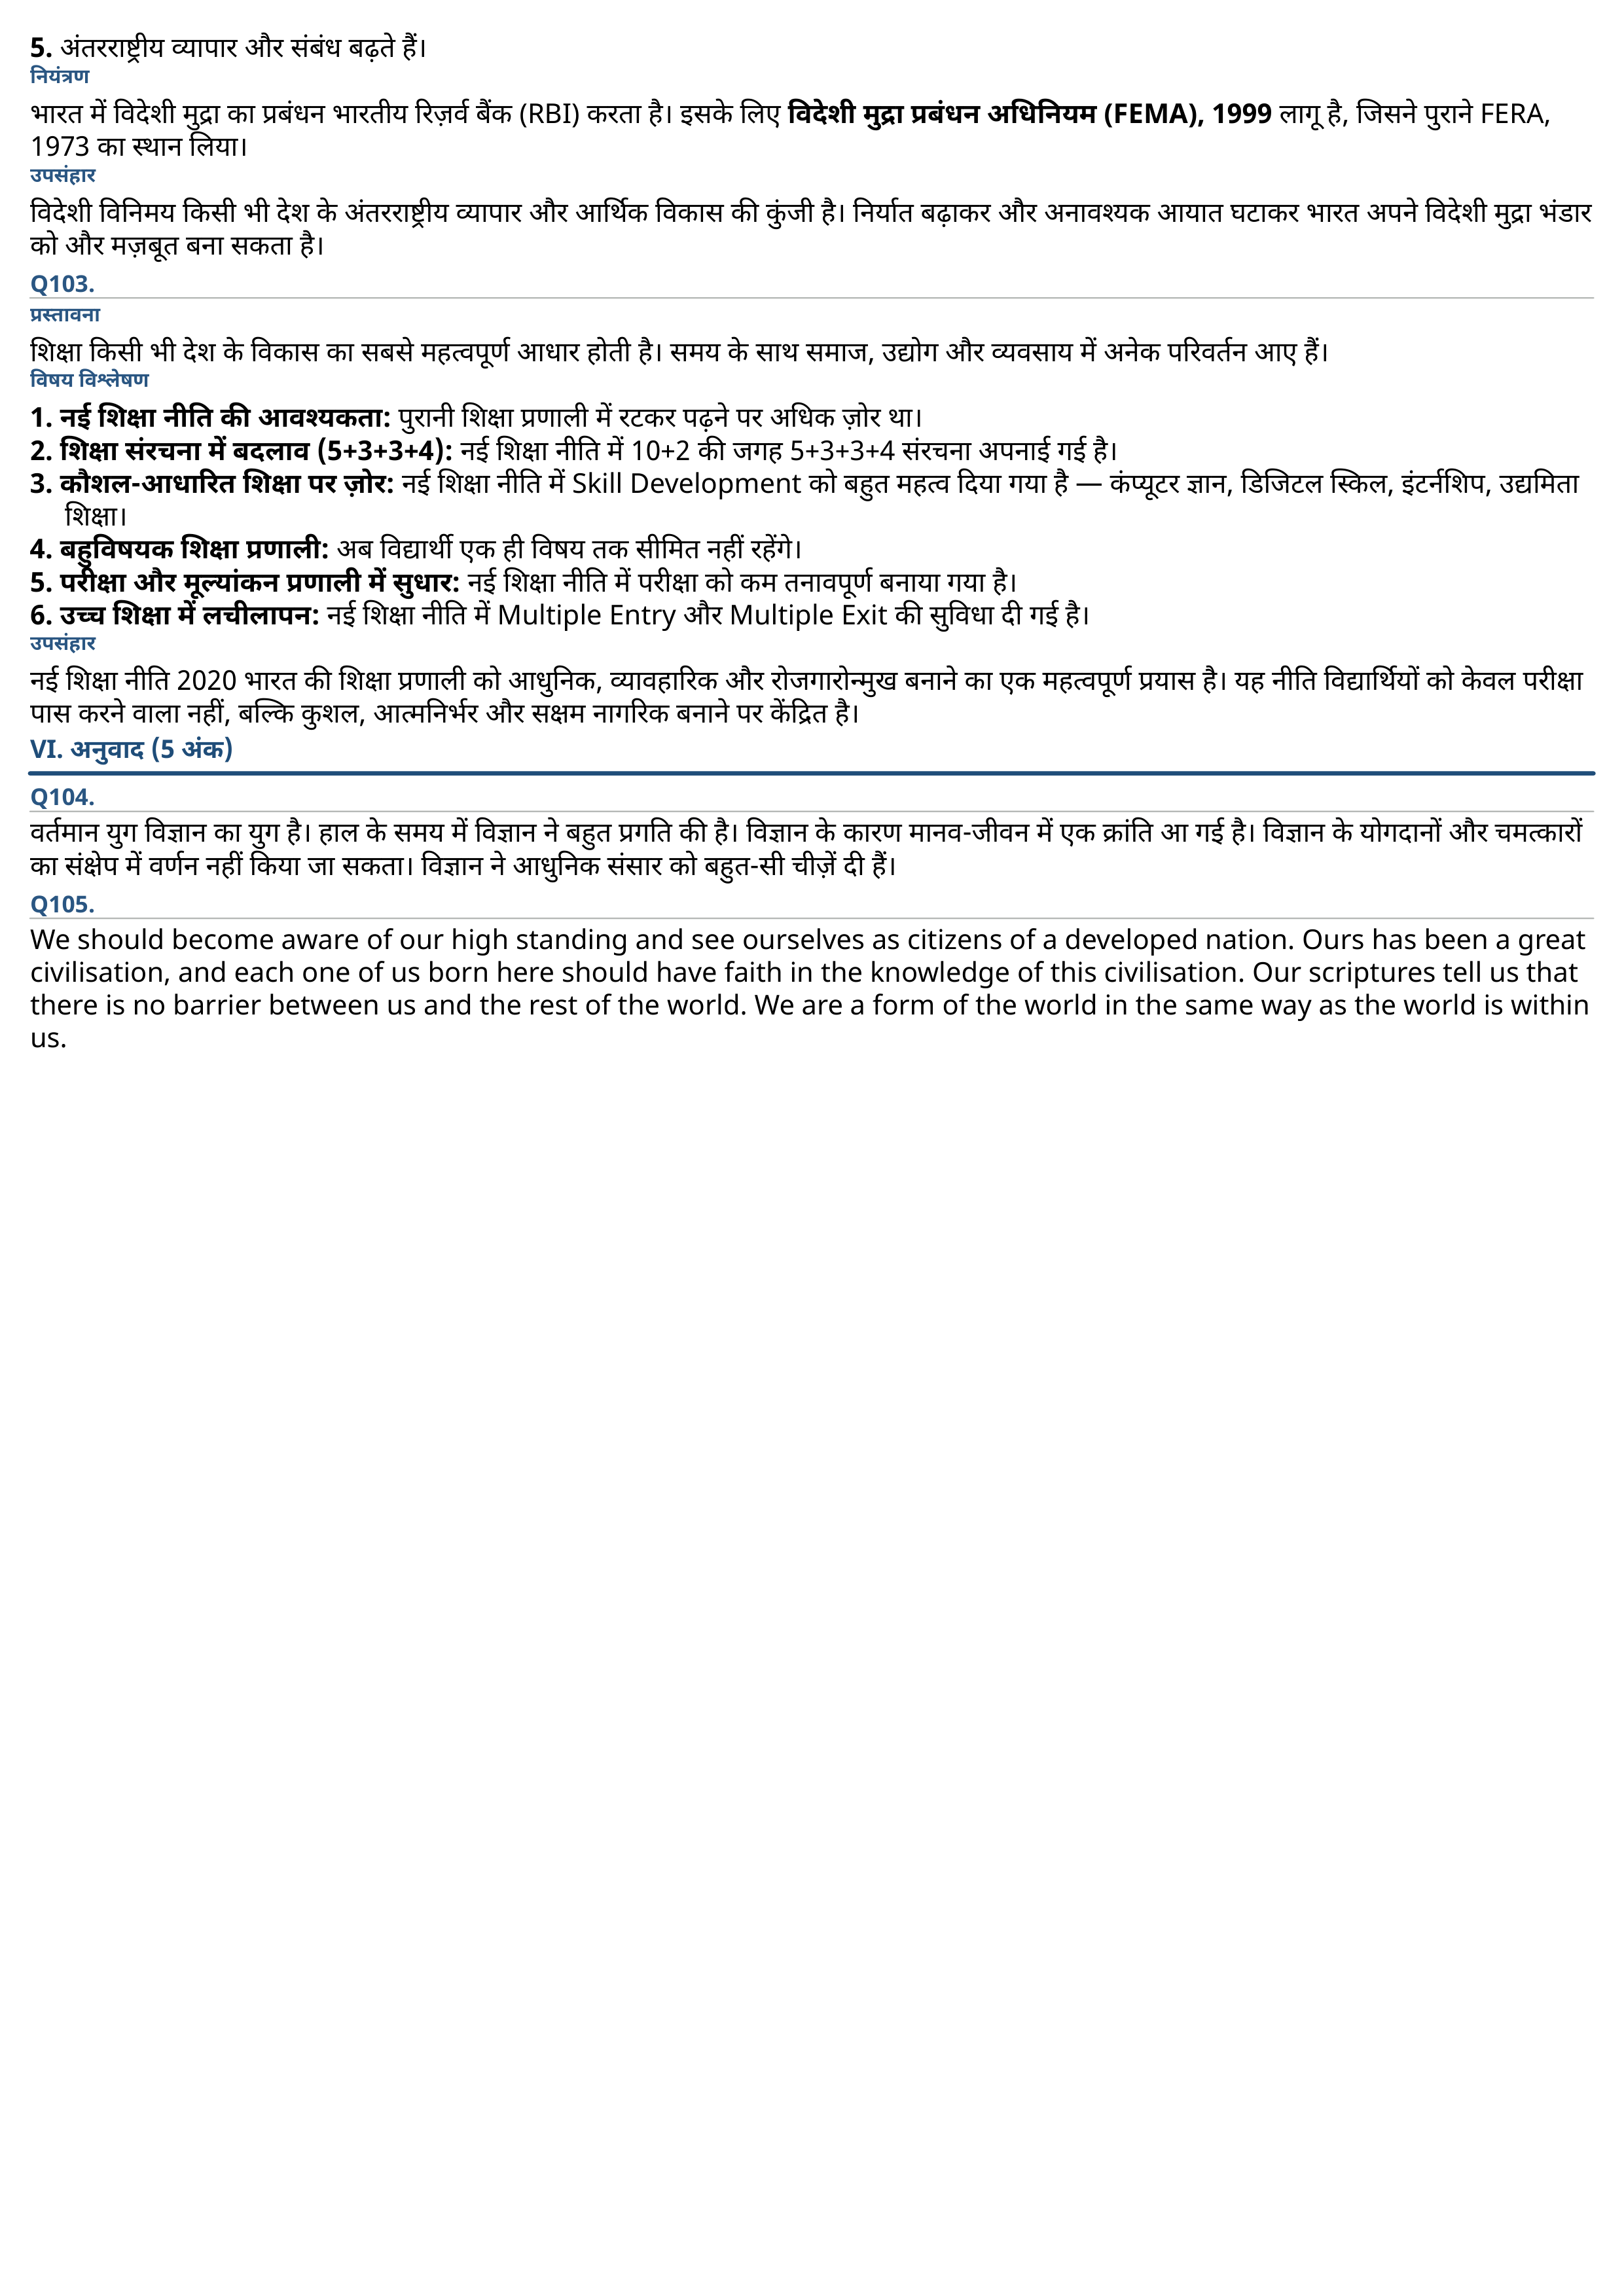 5. अंतरराष्ट्रीय व्यापार और संबंध बढ़ते हैं।
नियंत्रण
भारत में विदेशी मुद्रा का प्रबंधन भारतीय रिज़र्व बैंक (RBI) करता है। इसके लिए विदेशी मुद्रा प्रबंधन अधिनियम (FEMA), 1999 लागू है, जिसने पुराने FERA,
1973 का स्थान लिया।
उपसंहार
विदेशी विनिमय किसी भी देश के अंतरराष्ट्रीय व्यापार और आर्थिक विकास की कुंजी है। निर्यात बढ़ाकर और अनावश्यक आयात घटाकर भारत अपने विदेशी मुद्रा भंडार
को और मज़बूत बना सकता है।
Q103.
प्रस्तावना
शिक्षा किसी भी देश के विकास का सबसे महत्वपूर्ण आधार होती है। समय के साथ समाज, उद्योग और व्यवसाय में अनेक परिवर्तन आए हैं।
विषय विश्लेषण
1. नई शिक्षा नीति की आवश्यकता: पुरानी शिक्षा प्रणाली में रटकर पढ़ने पर अधिक ज़ोर था।
2. शिक्षा संरचना में बदलाव (5+3+3+4): नई शिक्षा नीति में 10+2 की जगह 5+3+3+4 संरचना अपनाई गई है।
3. कौशल-आधारित शिक्षा पर ज़ोर: नई शिक्षा नीति में Skill Development को बहुत महत्व दिया गया है — कंप्यूटर ज्ञान, डिजिटल स्किल, इंटर्नशिप, उद्यमिता
शिक्षा।
4. बहुविषयक शिक्षा प्रणाली: अब विद्यार्थी एक ही विषय तक सीमित नहीं रहेंगे।
5. परीक्षा और मूल्यांकन प्रणाली में सुधार: नई शिक्षा नीति में परीक्षा को कम तनावपूर्ण बनाया गया है।
6. उच्च शिक्षा में लचीलापन: नई शिक्षा नीति में Multiple Entry और Multiple Exit की सुविधा दी गई है।
उपसंहार
नई शिक्षा नीति 2020 भारत की शिक्षा प्रणाली को आधुनिक, व्यावहारिक और रोजगारोन्मुख बनाने का एक महत्वपूर्ण प्रयास है। यह नीति विद्यार्थियों को केवल परीक्षा
पास करने वाला नहीं, बल्कि कुशल, आत्मनिर्भर और सक्षम नागरिक बनाने पर केंद्रित है।
VI. अनुवाद (5 अंक)
Q104.
वर्तमान युग विज्ञान का युग है। हाल के समय में विज्ञान ने बहुत प्रगति की है। विज्ञान के कारण मानव-जीवन में एक क्रांति आ गई है। विज्ञान के योगदानों और चमत्कारों
का संक्षेप में वर्णन नहीं किया जा सकता। विज्ञान ने आधुनिक संसार को बहुत-सी चीज़ें दी हैं।
Q105.
We should become aware of our high standing and see ourselves as citizens of a developed nation. Ours has been a great
civilisation, and each one of us born here should have faith in the knowledge of this civilisation. Our scriptures tell us that
there is no barrier between us and the rest of the world. We are a form of the world in the same way as the world is within
us.